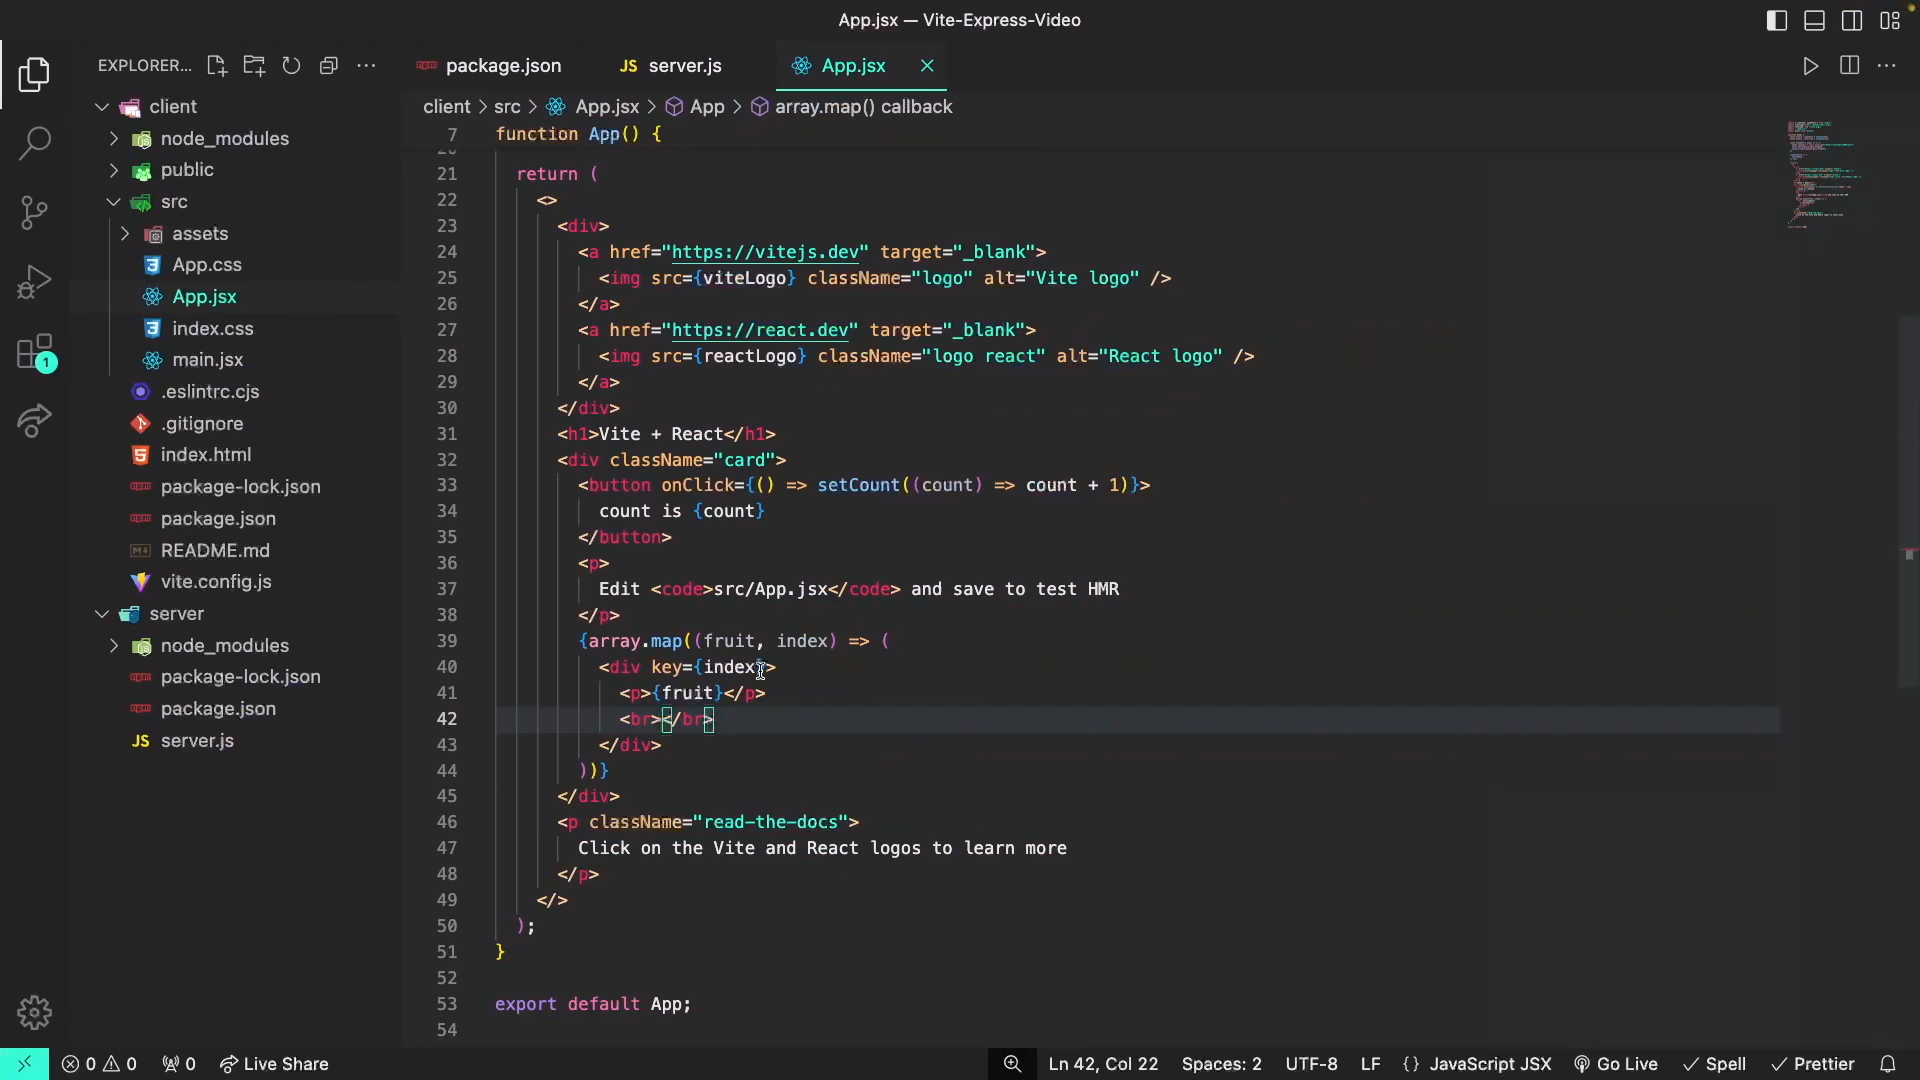 App.jsx — Vite-Express-Video
EXPLORER...
package.json
JS server.js
App.jsx
client > src > App.jsx > App > array.map() callback
client
node_modules
public
src
assets
App.css
App.jsx
index.css
main.jsx
.eslintrc.cjs
.gitignore
index.html
package-lock.json
package.json
README.md
vite.config.js
server
node_modules
package-lock.json
package.json
JS server.js
1
7 function App() {
21 return (
22 <>
23 <div>
24 <a href="https://vitejs.dev" target="_blank">
25 <img src={viteLogo} className="logo" alt="Vite logo" />
26 </a>
27 <a href="https://react.dev" target="_blank">
28 <img src={reactLogo} className="logo react" alt="React logo" />
29 </a>
30 </div>
31 <h1>Vite + React</h1>
32 <div className="card">
33 <button onClick={() => setCount((count) => count + 1)}>
34 count is {count}
35 </button>
36 <p>
37 Edit <code>src/App.jsx</code> and save to test HMR
38 </p>
39 {array.map((fruit, index) => (
40 <div key={index}>
41 <p>{fruit}</p>
42 <br></br>
43 </div>
44 ))}
45 </div>
46 <p className="read-the-docs">
47 Click on the Vite and React logos to learn more
48 </p>
49 </>
50 );
51 }
52
53 export default App;
54
0 0 0 Live Share Ln 42, Col 22 Spaces: 2 UTF-8 LF {} JavaScript JSX Go Live Spell Prettier